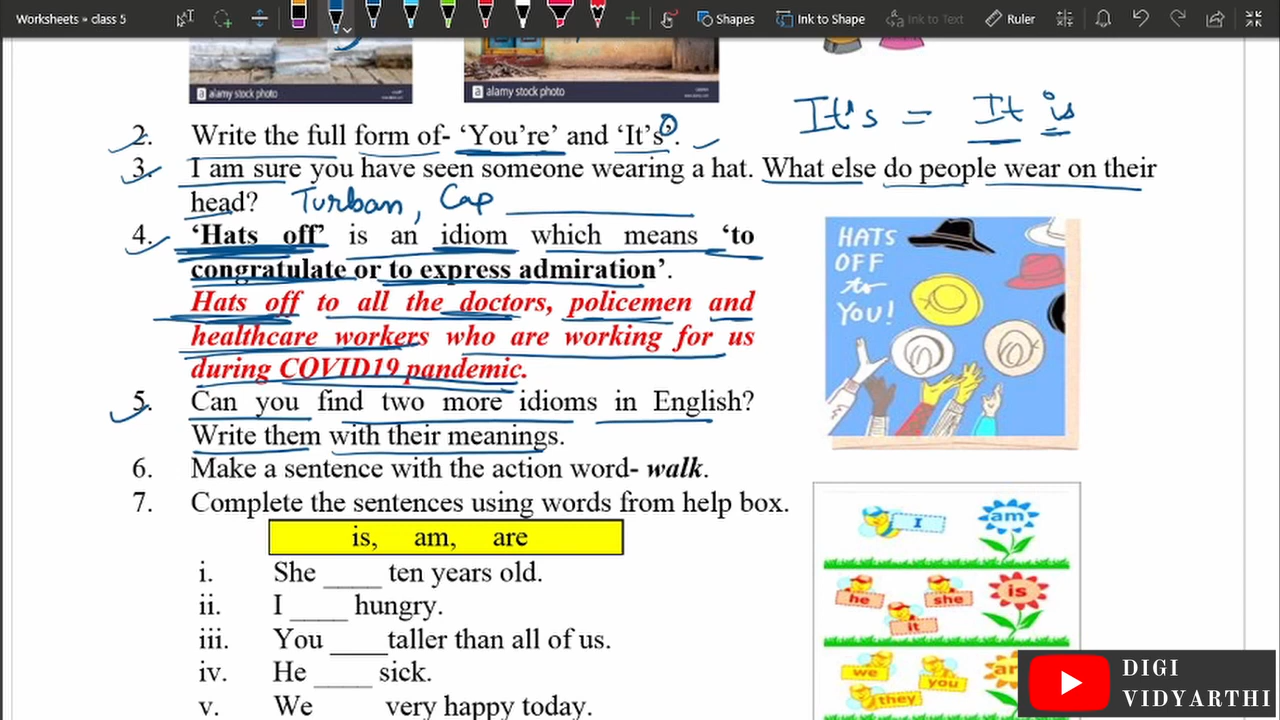 Worksheets » class 5
Shapes
Ink to Shape
Ink to Text
Ruler
a alamy stock photo
a alamy stock photo
It's = It is
2. Write the full form of- ‘You’re’ and ‘It’s’.
3. I am sure you have seen someone wearing a hat. What else do people wear on their
head? Turban, Cap
4. ‘Hats off’ is an idiom which means ‘to
congratulate or to express admiration’.
Hats off to all the doctors, policemen and
healthcare workers who are working for us
during COVID19 pandemic.
HATS
OFF
to
YOU!
5. Can you find two more idioms in English?
Write them with their meanings.
6. Make a sentence with the action word- walk.
7. Complete the sentences using words from help box.
is, am, are
i. She ____ ten years old.
ii. I ____ hungry.
iii. You ____taller than all of us.
iv. He ____ sick.
v. We ____ very happy today.
I am
he she is
it
we you
they
DIGI
VIDYARTHI